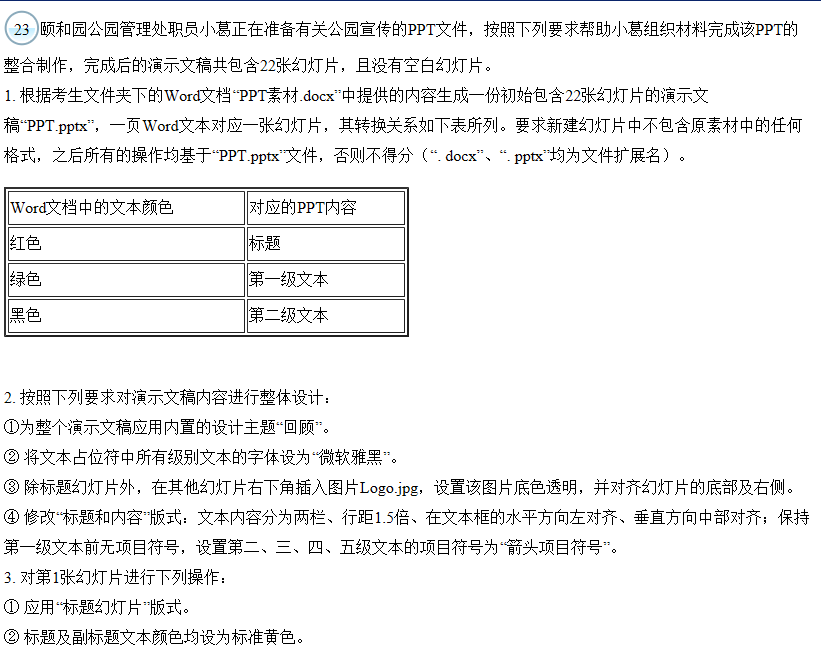 23 颐和园公园管理处职员小葛正在准备有关公园宣传的PPT文件，按照下列要求帮助小葛组织材料完成该PPT的
整合制作，完成后的演示文稿共包含22张幻灯片，且没有空白幻灯片。
1. 根据考生文件夹下的Word文档“PPT素材.docx”中提供的内容生成一份初始包含22张幻灯片的演示文
稿“PPT.pptx”，一页Word文本对应一张幻灯片，其转换关系如下表所列。要求新建幻灯片中不包含原素材中的任何
格式，之后所有的操作均基于“PPT.pptx”文件，否则不得分（“. docx”、“. pptx”均为文件扩展名）。
Word文档中的文本颜色 对应的PPT内容
红色 标题
绿色 第一级文本
黑色 第二级文本
2. 按照下列要求对演示文稿内容进行整体设计：
①为整个演示文稿应用内置的设计主题“回顾”。
② 将文本占位符中所有级别文本的字体设为“微软雅黑”。
③ 除标题幻灯片外，在其他幻灯片右下角插入图片Logo.jpg，设置该图片底色透明，并对齐幻灯片的底部及右侧。
④ 修改“标题和内容”版式：文本内容分为两栏、行距1.5倍、在文本框的水平方向左对齐、垂直方向中部对齐；保持
第一级文本前无项目符号，设置第二、三、四、五级文本的项目符号为“箭头项目符号”。
3. 对第1张幻灯片进行下列操作：
① 应用“标题幻灯片”版式。
② 标题及副标题文本颜色均设为标准黄色。